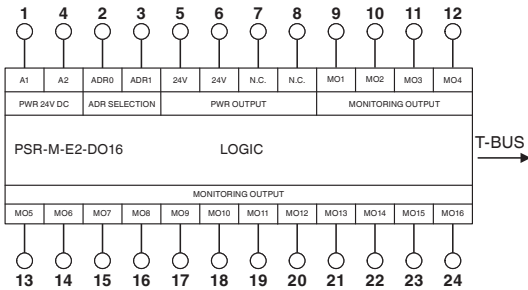 1 4 2 3 5 6 7 8 9 10 11 12
A1 A2 ADR0 ADR1 24V 24V N.C. N.C. MO1 MO2 MO3 MO4
PWR 24V DC ADR SELECTION PWR OUTPUT MONITORING OUTPUT
PSR-M-E2-DO16 LOGIC T-BUS
MONITORING OUTPUT
MO5 MO6 MO7 MO8 MO9 MO10 MO11 MO12 MO13 MO14 MO15 MO16
13 14 15 16 17 18 19 20 21 22 23 24